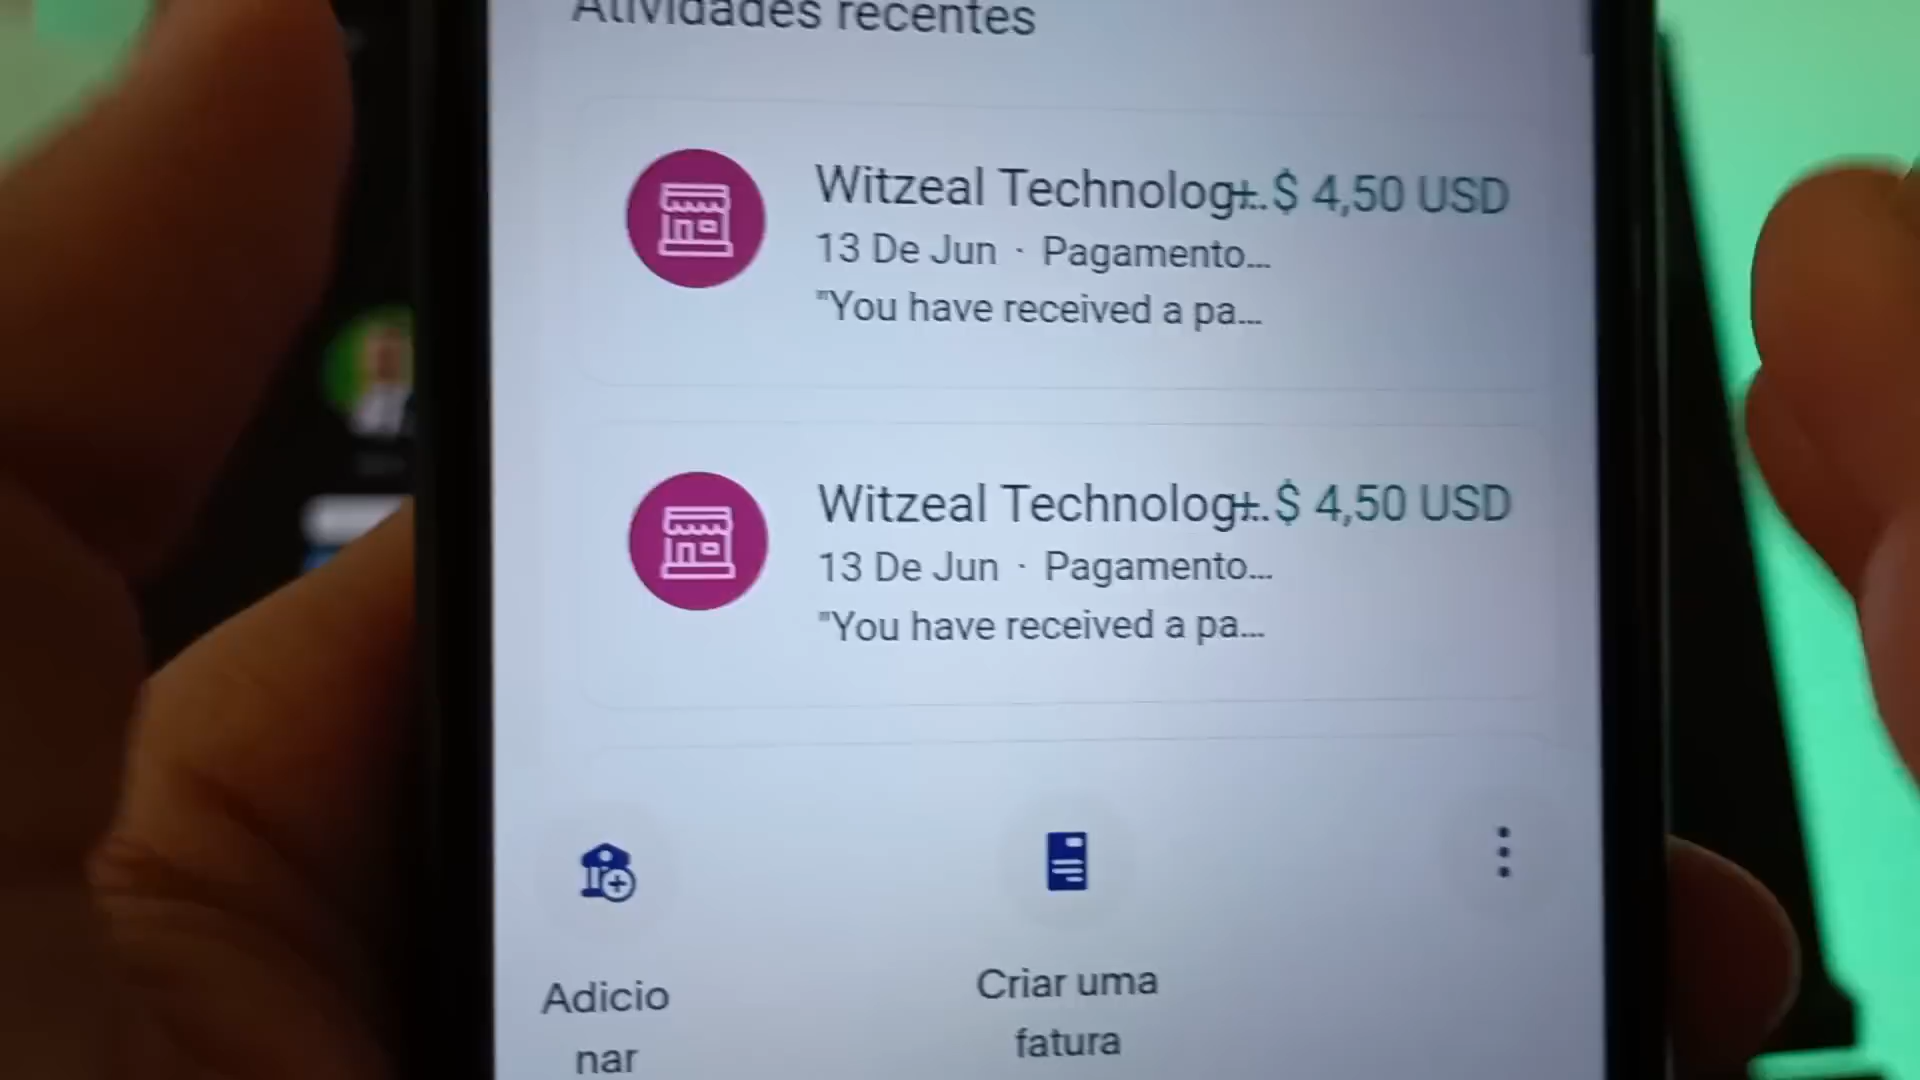 Atividades recentes
Witzeal Technolog... + $ 4,50 USD
13 De Jun · Pagamento...
"You have received a pa...
Witzeal Technolog... + $ 4,50 USD
13 De Jun · Pagamento...
"You have received a pa...
Adicio
nar
Criar uma
fatura